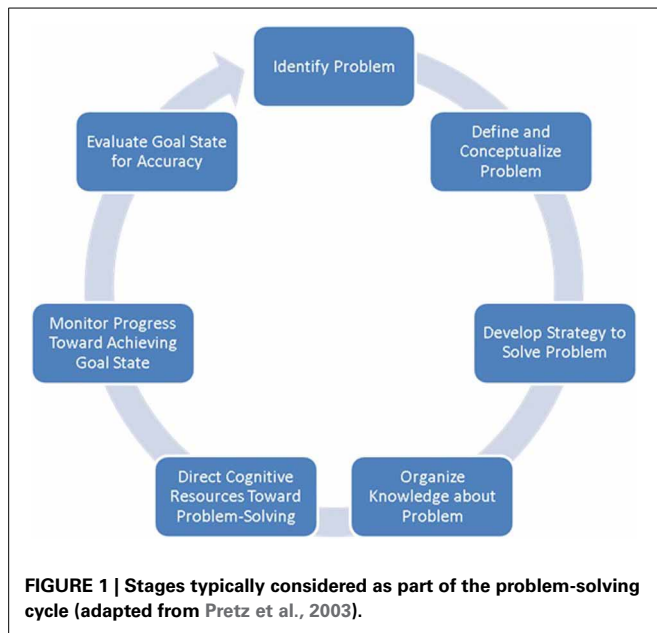 Identify Problem
Define and
Conceptualize
Problem
Develop Strategy to
Solve Problem
Organize
Knowledge about
Problem
Direct Cognitive
Resources Toward
Problem-Solving
Monitor Progress
Toward Achieving
Goal State
Evaluate Goal State
for Accuracy
FIGURE 1 | Stages typically considered as part of the problem-solving
cycle (adapted from Pretz et al., 2003).